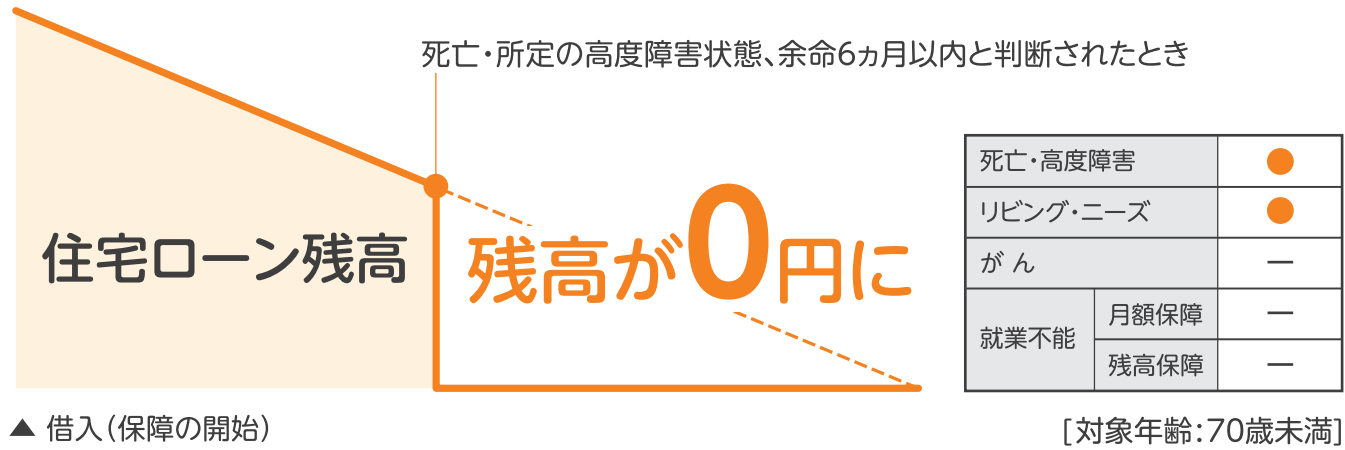 死亡・所定の高度障害状態、余命6ヵ月以内と判断されたとき
住宅ローン残高
残高が0円に
死亡・高度障害 ●
リビング・ニーズ ●
がん ー
就業不能 月額保障 ー
残高保障 ー
▲ 借入(保障の開始)
[対象年齢:70歳未満]